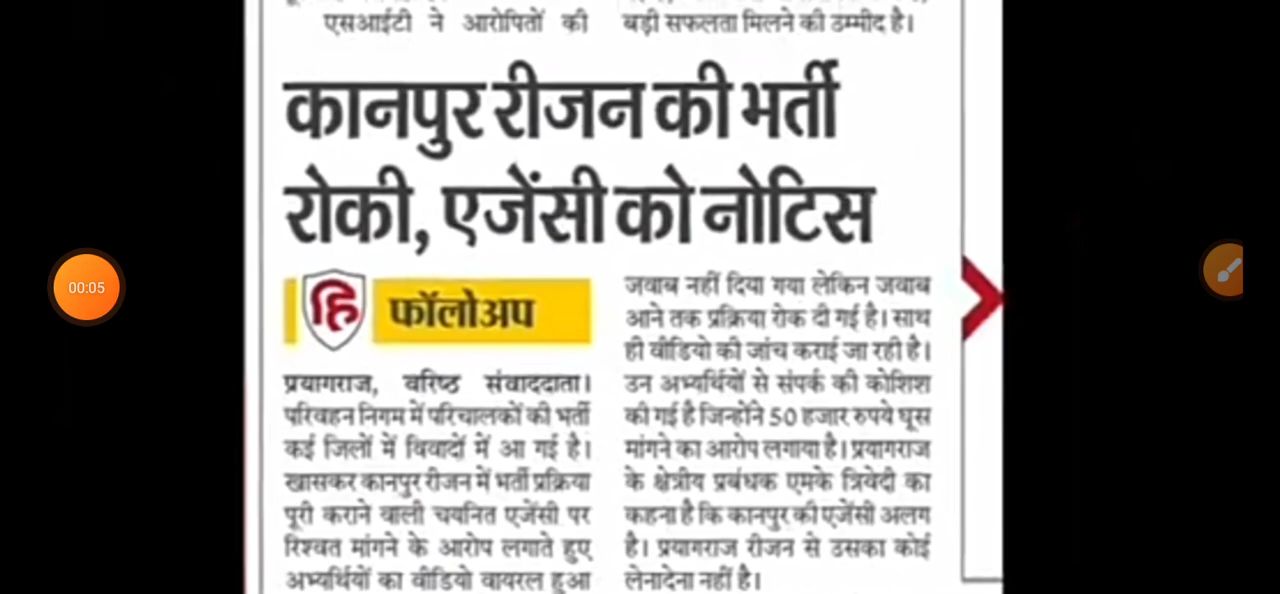 एसआईटी ने आरोपितों की
बड़ी सफलता मिलने की उम्मीद है।
कानपुर रीजन की भर्ती
रोकी, एजेंसी को नोटिस
हि
फॉलोअप
प्रयागराज, वरिष्ठ संवाददाता।
परिवहन निगम में परिचालकों की भर्ती
कई जिलों में विवादों में आ गई है।
खासकर कानपुर रीजन में भर्ती प्रक्रिया
पूरी कराने वाली चयनित एजेंसी पर
रिश्वत मांगने के आरोप लगाते हुए
अभ्यर्थियों का वीडियो वायरल हुआ
जवाब नहीं दिया गया लेकिन जवाब
आने तक प्रक्रिया रोक दी गई है। साथ
ही वीडियो की जांच कराई जा रही है।
उन अभ्यर्थियों से संपर्क की कोशिश
की गई है जिन्होंने 50 हजार रुपये घूस
मांगने का आरोप लगाया है। प्रयागराज
के क्षेत्रीय प्रबंधक एमके त्रिवेदी का
कहना है कि कानपुर की एजेंसी अलग
है। प्रयागराज रीजन से उसका कोई
लेनादेना नहीं है।
00:05